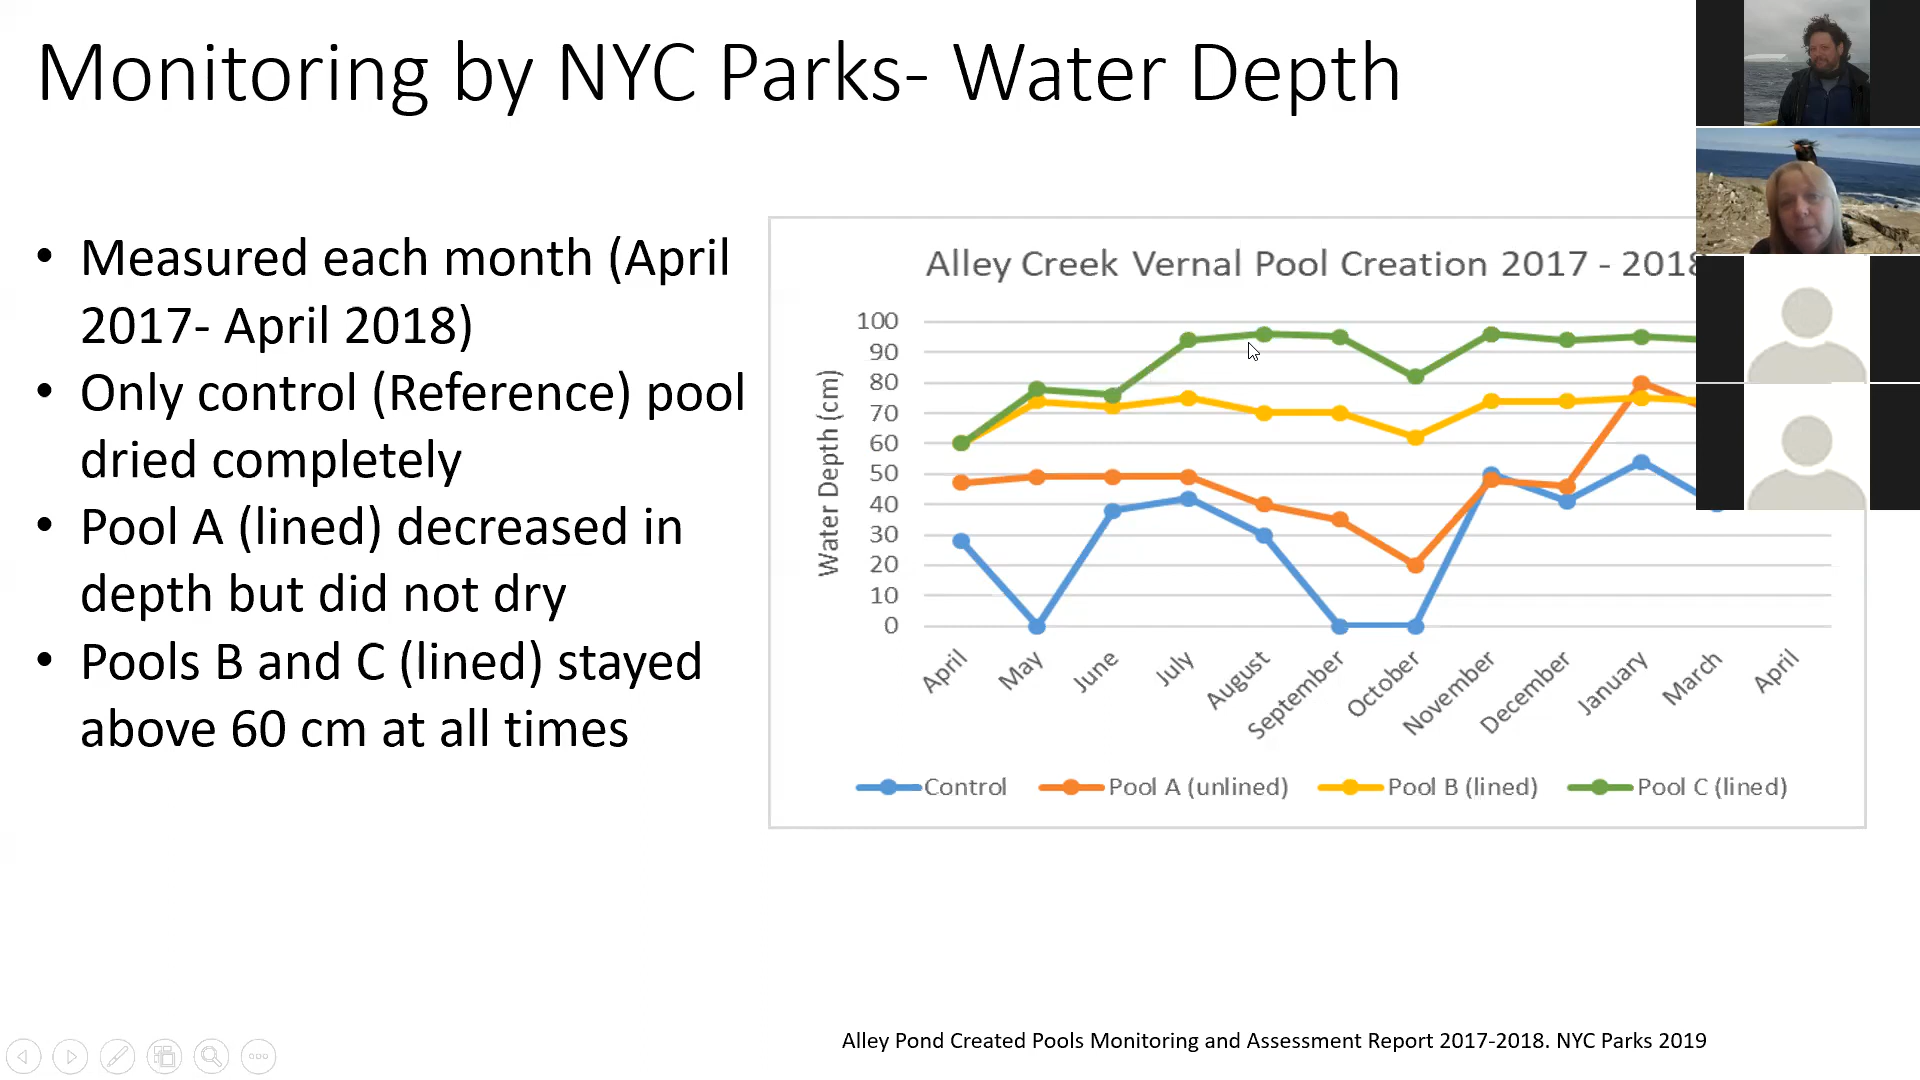 Monitoring by NYC Parks- Water Depth
• Measured each month (April
2017- April 2018)
• Only control (Reference) pool
dried completely
• Pool A (lined) decreased in
depth but did not dry
• Pools B and C (lined) stayed
above 60 cm at all times
Alley Creek Vernal Pool Creation 2017 - 2018
Water Depth (cm)
100
90
80
70
60
50
40
30
20
10
0
April
May
June
July
August
September
October
November
December
January
March
April
Control
Pool A (unlined)
Pool B (lined)
Pool C (lined)
Alley Pond Created Pools Monitoring and Assessment Report 2017-2018. NYC Parks 2019